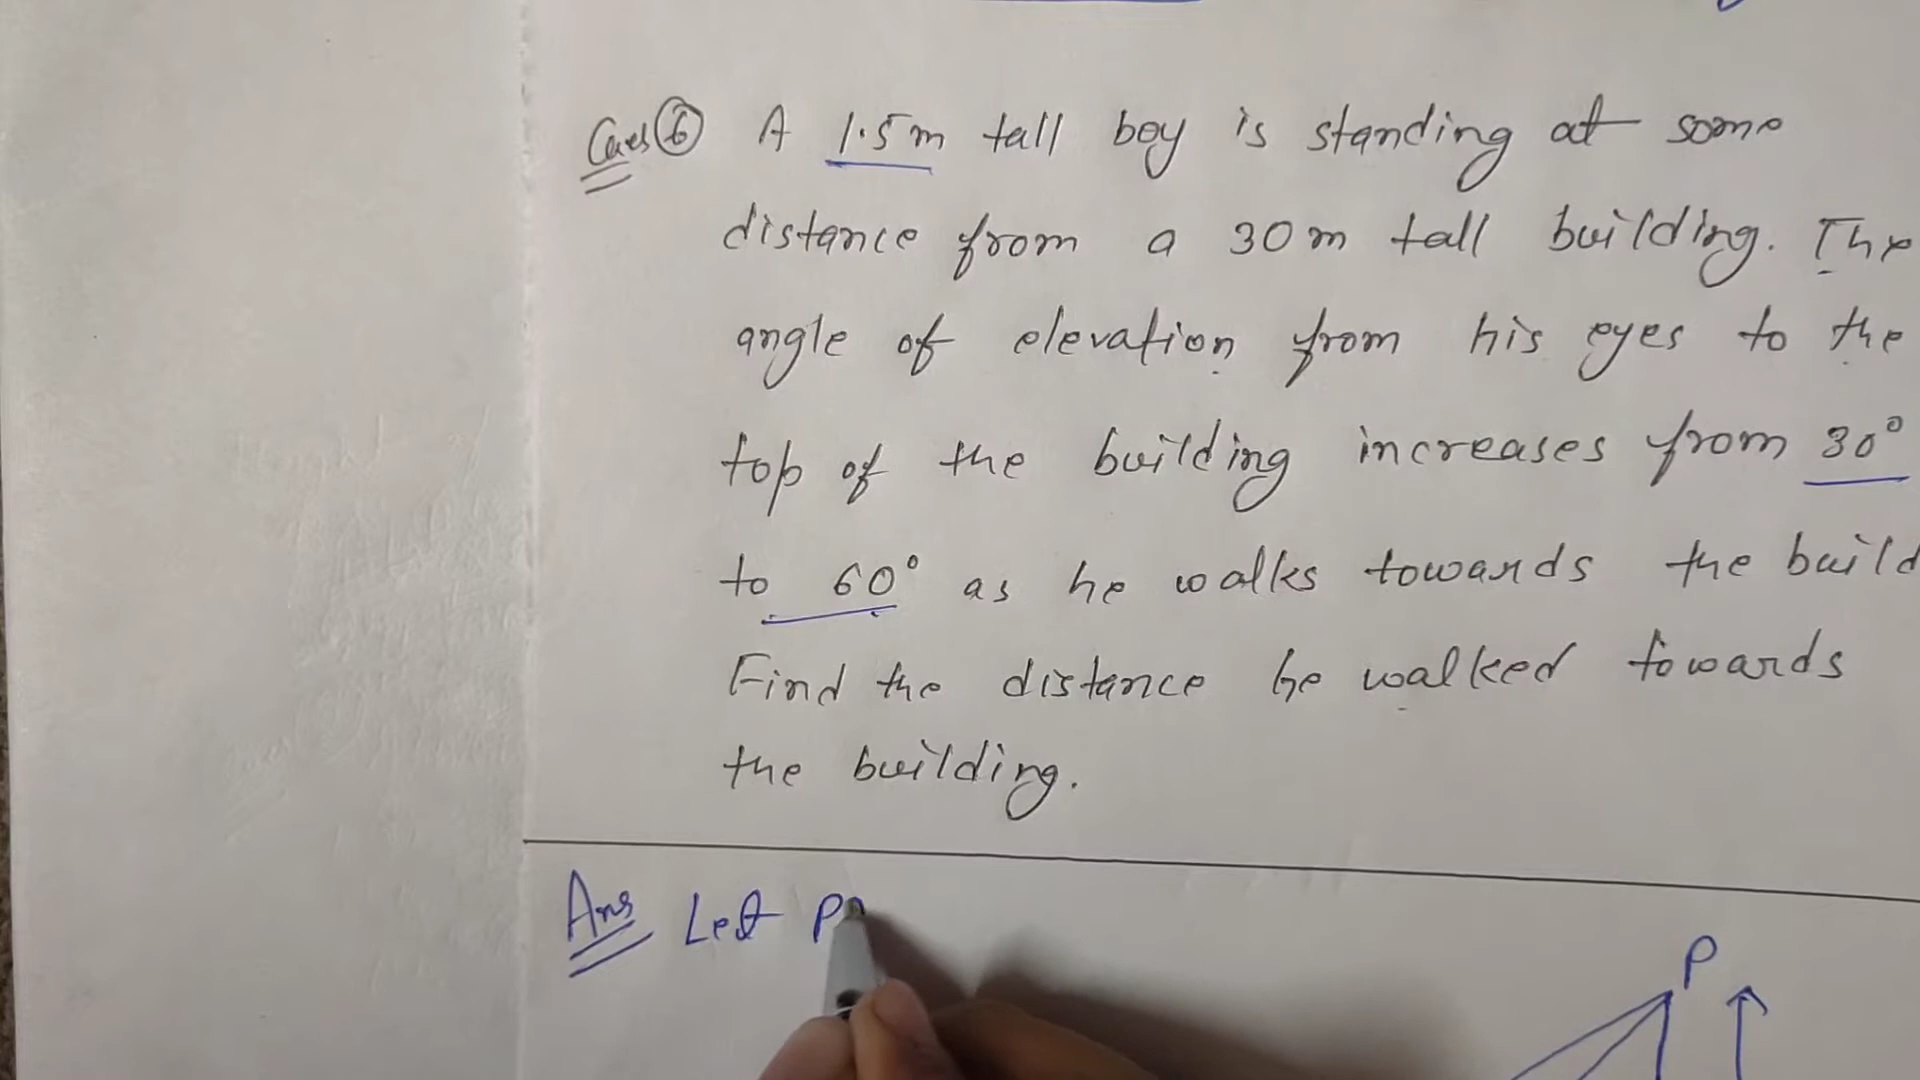 Ques 6 A 1.5m tall boy is standing at some
distance from a 30m tall building. The
angle of elevation from his eyes to the
top of the building increases from 30°
to 60° as he walks towards the build
Find the distance he walked towards
the building.
Ans Let P
P